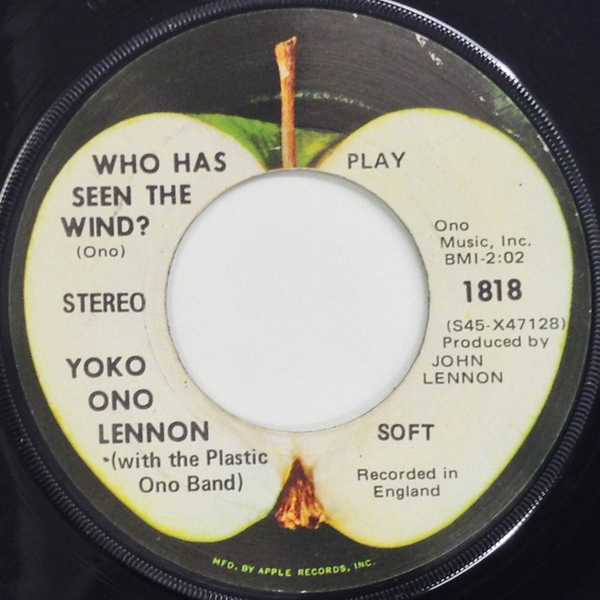 WHO HAS
SEEN THE
WIND?
(Ono)
STEREO
YOKO
ONO
LENNON
(with the Plastic
Ono Band)
PLAY
Ono
Music, Inc.
BMI-2:02
1818
(S45-X47128)
Produced by
JOHN
LENNON
SOFT
Recorded in
England
MFD. BY APPLE RECORDS, INC.